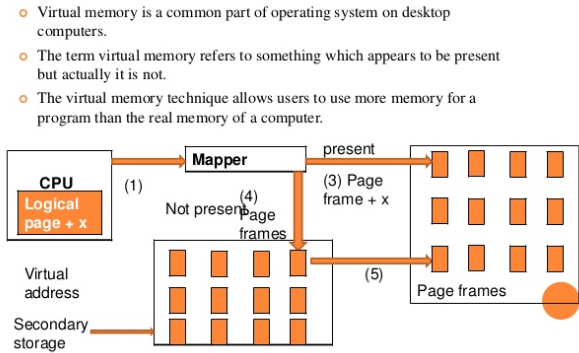 Virtual memory is a common part of operating system on desktop
computers.
The term virtual memory refers to something which appears to be present
but actually it is not.
The virtual memory technique allows users to use more memory for a
program than the real memory of a computer.
present
Mapper
CPU
(1)
(3) Page
frame + x
Logical
page + x
(4)
Not present
Page
frames
(5)
Virtual
address
Page frames
Secondary
storage